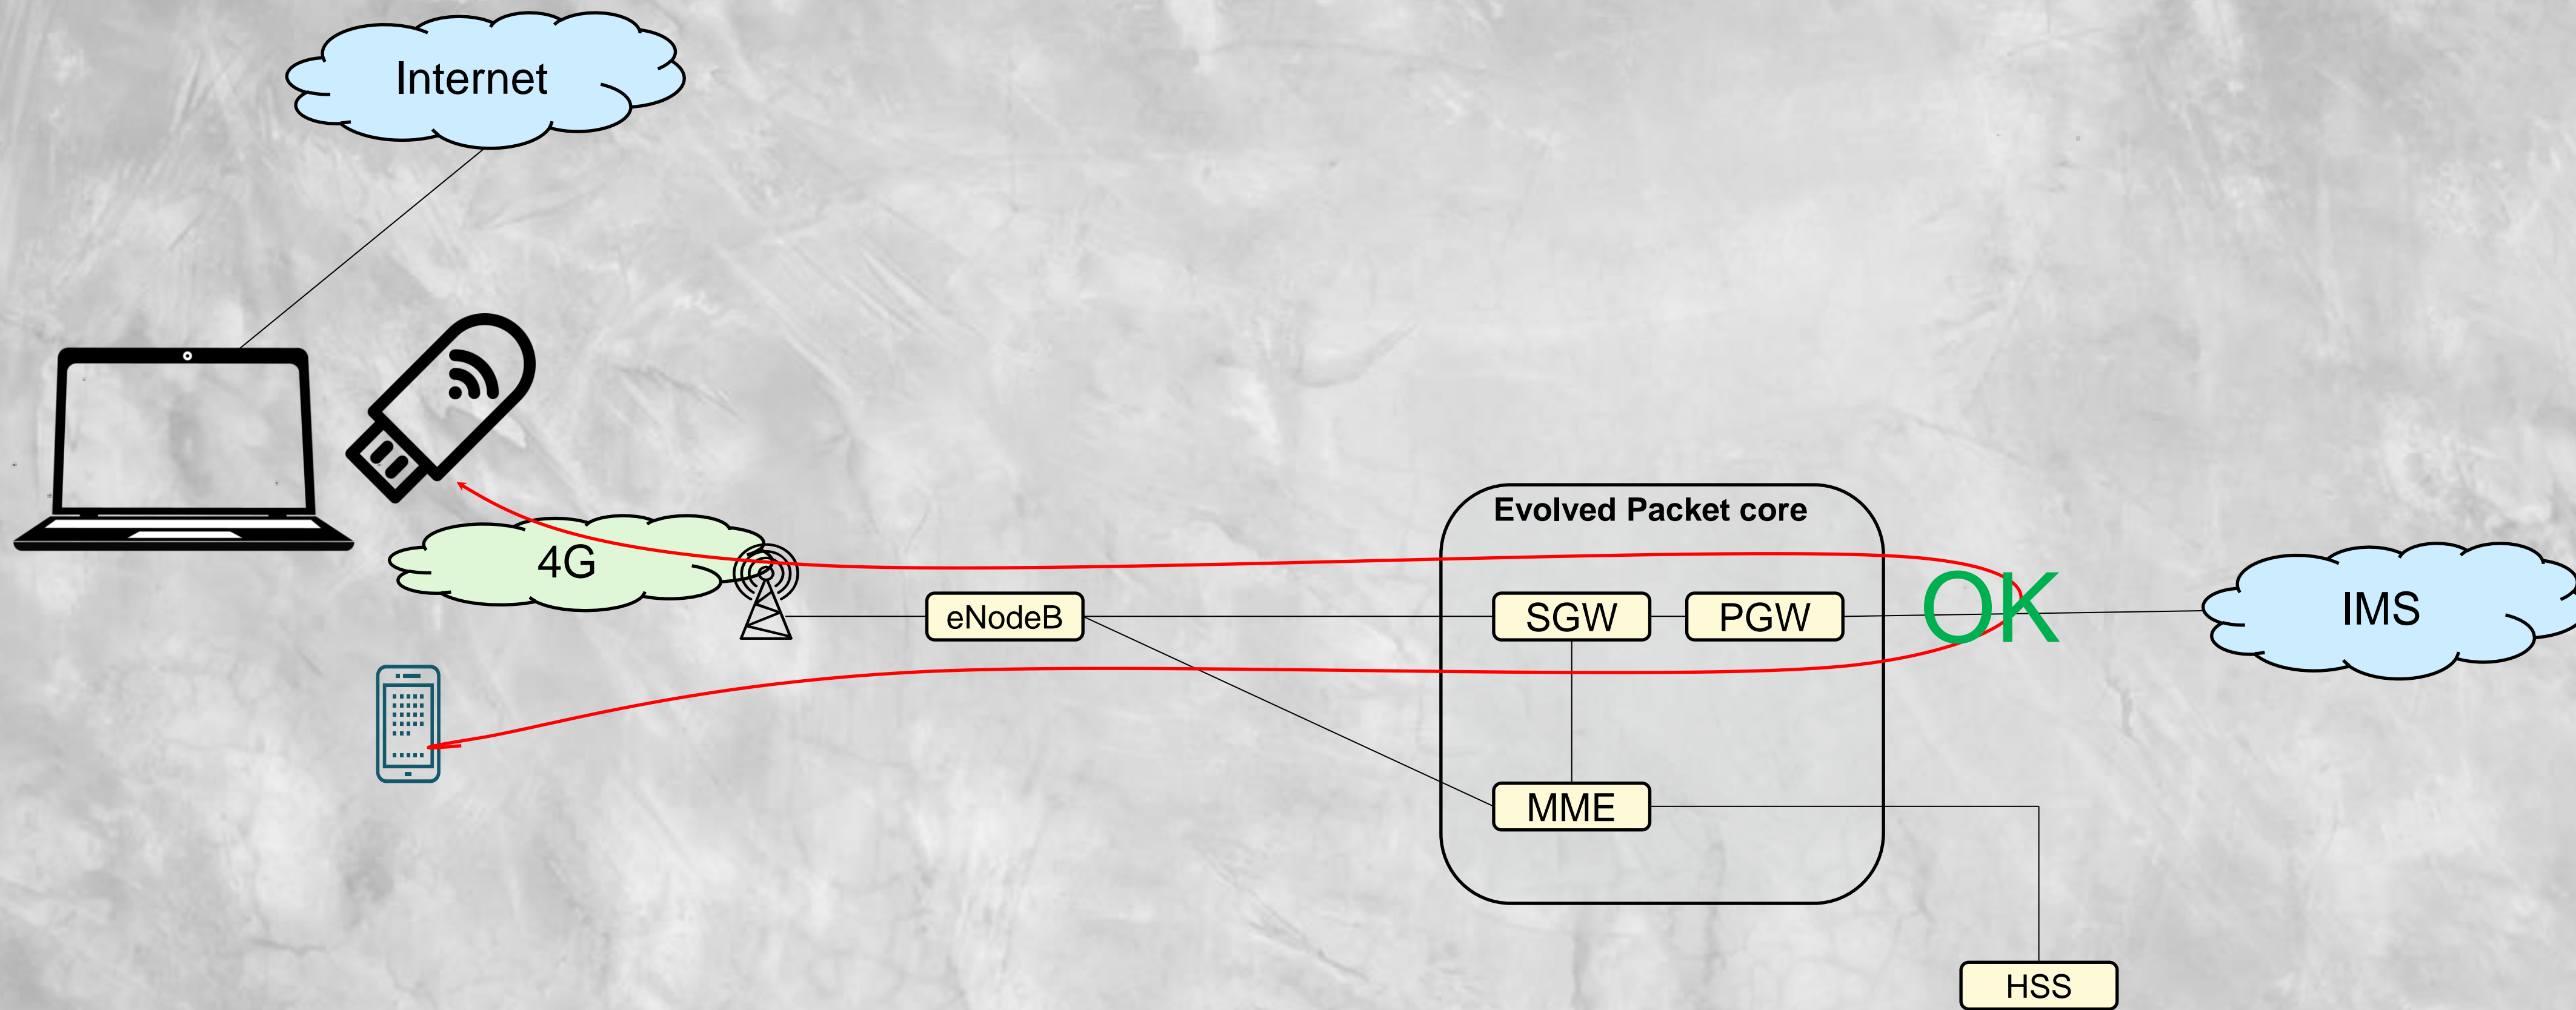 Internet
Evolved Packet core
4G
eNodeB
SGW
PGW
OK
IMS
MME
HSS